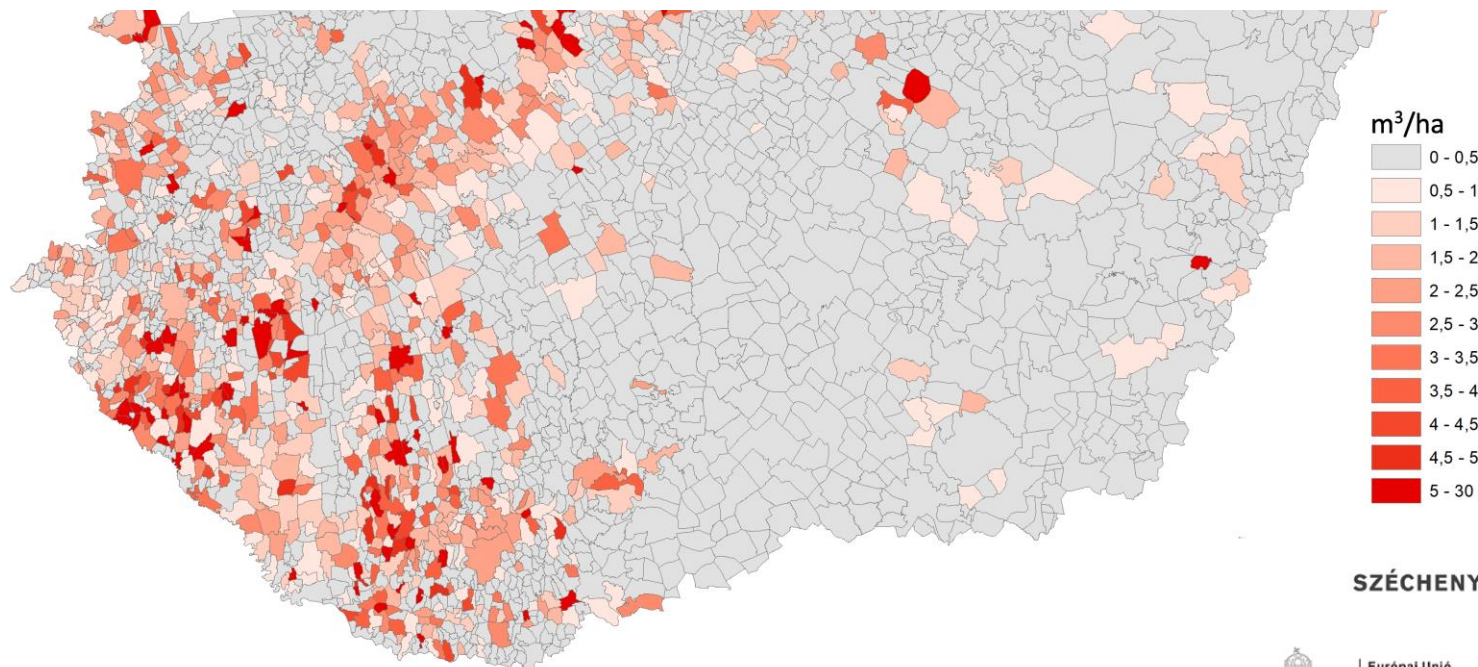 m³/ha
0 - 0,5
0,5 - 1
1 - 1,5
1,5 - 2
2 - 2,5
2,5 - 3
3 - 3,5
3,5 - 4
4 - 4,5
4,5 - 5
5 - 30
SZÉCHENY
Európai Unió